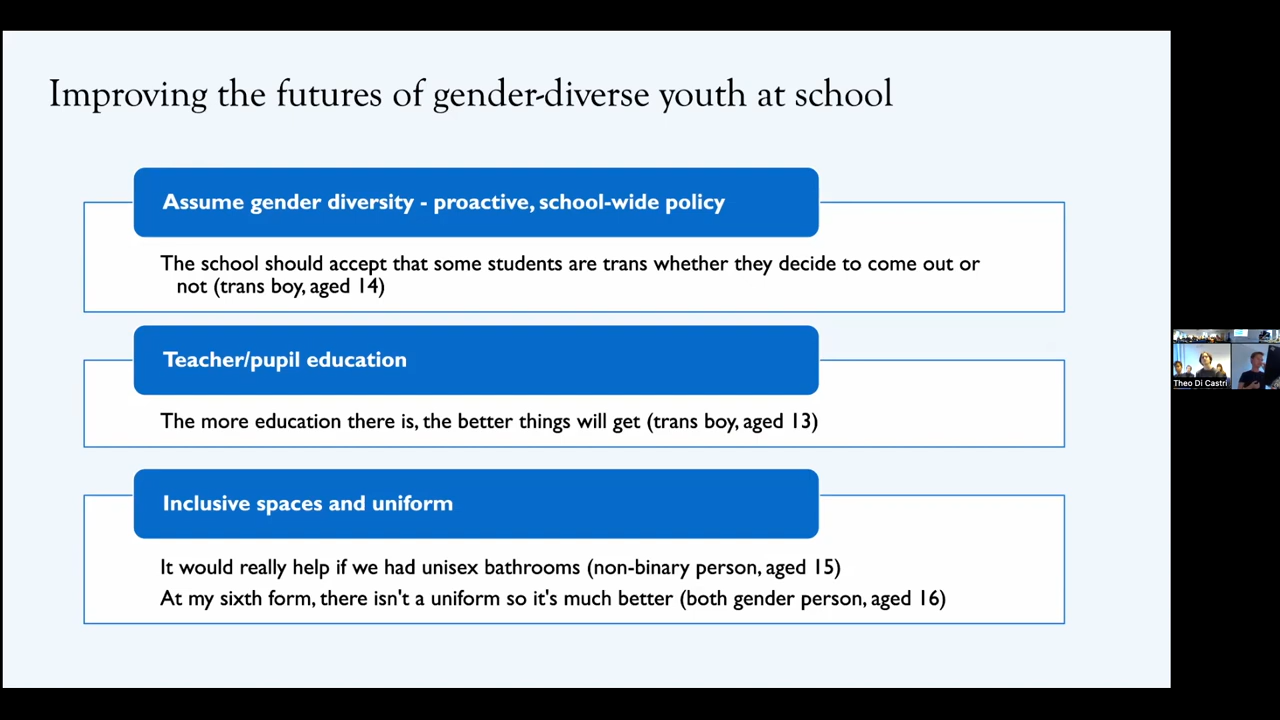 Improving the futures of gender-diverse youth at school
Assume gender diversity - proactive, school-wide policy
The school should accept that some students are trans whether they decide to come out or
not (trans boy, aged 14)
Teacher/pupil education
The more education there is, the better things will get (trans boy, aged 13)
Inclusive spaces and uniform
It would really help if we had unisex bathrooms (non-binary person, aged 15)
At my sixth form, there isn't a uniform so it's much better (both gender person, aged 16)
Theo Di Castri